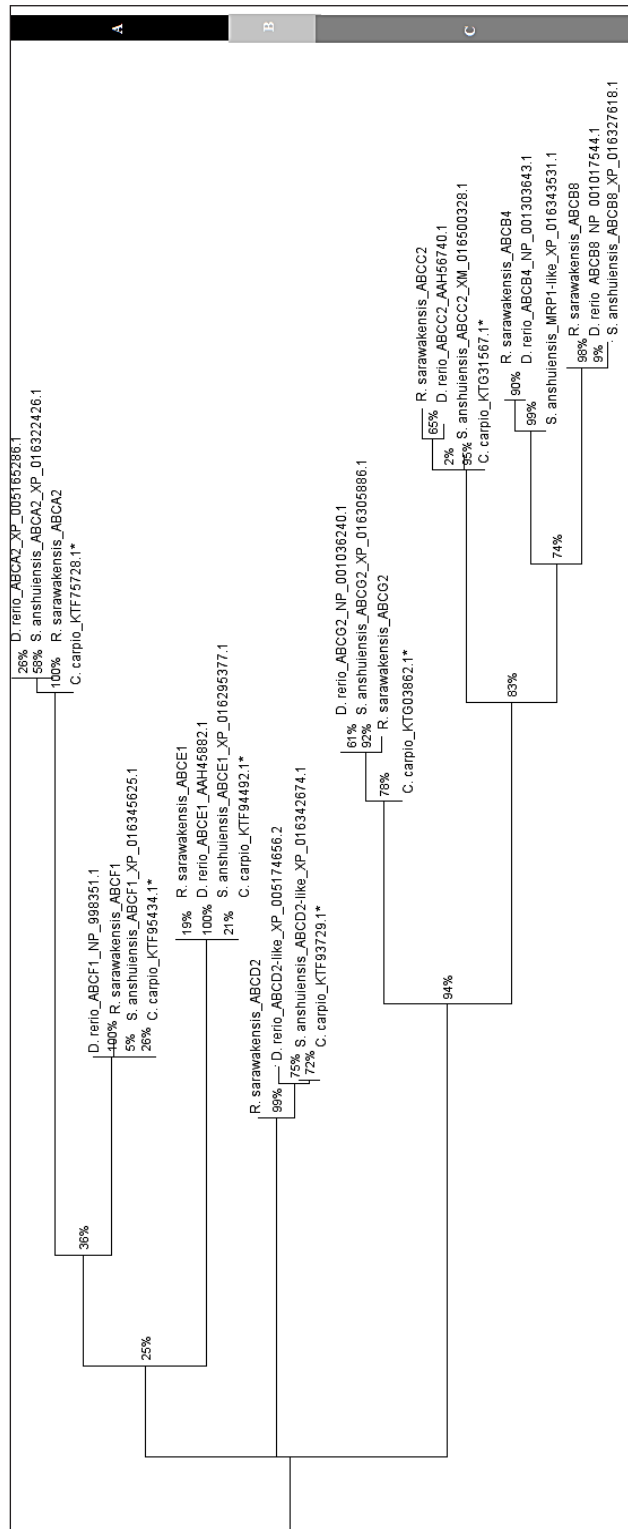 A
B
C
D. rerio_ABCA2_XP_005165286.1
26%
S. anshuiensis_ABCA2_XP_016322426.1
58%
R. sarawakensis_ABCA2
100%
C. carpio_KTF75728.1*
D. rerio_ABCF1_NP_998351.1
100%
R. sarawakensis_ABCF1
S. anshuiensis_ABCF1_XP_016345625.1
5%
C. carpio_KTF95434.1*
26%
36%
R. sarawakensis_ABCE1
19%
D. rerio_ABCE1_AAH45882.1
100%
S. anshuiensis_ABCE1_XP_016295377.1
21%
C. carpio_KTF94492.1*
25%
R. sarawakensis_ABCD2
D. rerio_ABCD2-like_XP_005174656.2
99%
S. anshuiensis_ABCD2-like_XP_016342674.1
75%
C. carpio_KTF93729.1*
72%
D. rerio_ABCG2_NP_001036240.1
61%
S. anshuiensis_ABCG2_XP_016305886.1
92%
R. sarawakensis_ABCG2
78%
C. carpio_KTG03862.1*
94%
R. sarawakensis_ABCC2
65%
D. rerio_ABCC2_AAH56740.1
2%
S. anshuiensis_ABCC2_XM_016500328.1
95%
C. carpio_KTG31567.1*
83%
R. sarawakensis_ABCB4
90%
D. rerio_ABCB4_NP_001303643.1
99%
S. anshuiensis_MRP1-like_XP_016343531.1
74%
R. sarawakensis_ABCB8
98%
D. rerio_ABCB8_NP_001017544.1
9%
S. anshuiensis_ABCB8_XP_016327618.1